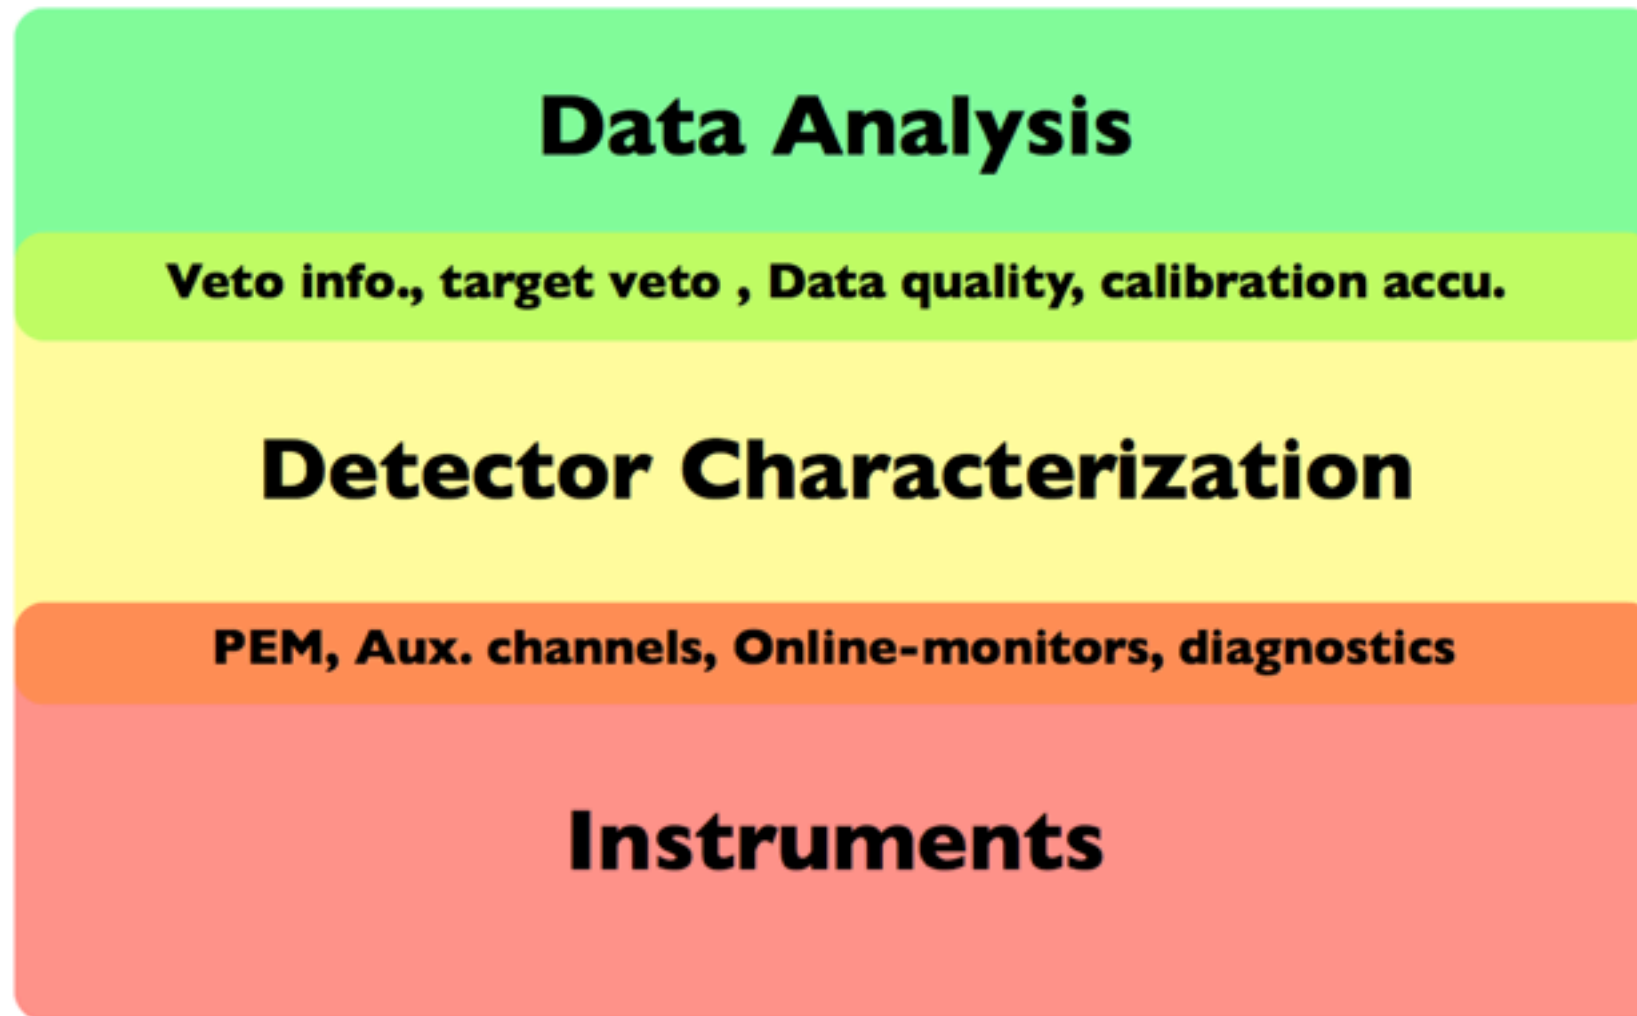 Data Analysis
Veto info., target veto , Data quality, calibration accu.
Detector Characterization
PEM, Aux. channels, Online-monitors, diagnostics
Instruments